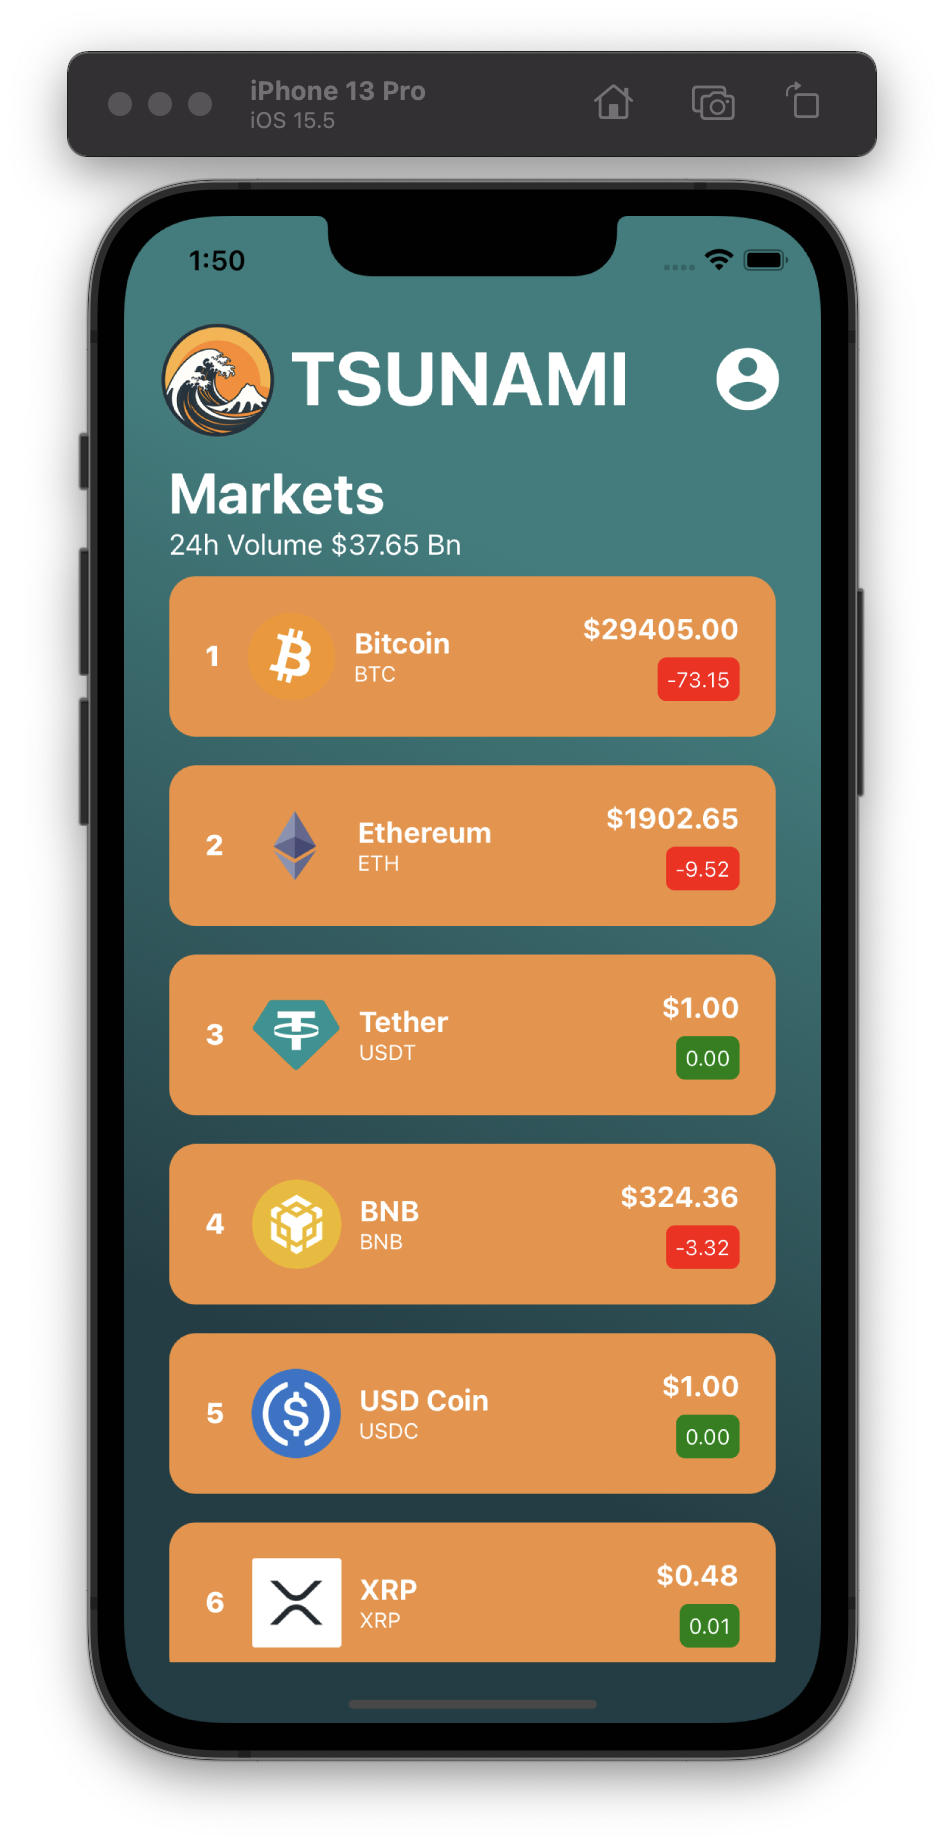 iPhone 13 Pro
iOS 15.5
1:50
TSUNAMI
Markets
24h Volume $37.65 Bn
1
Bitcoin
BTC
$29405.00
-73.15
2
Ethereum
ETH
$1902.65
-9.52
3
Tether
USDT
$1.00
0.00
4
BNB
BNB
$324.36
-3.32
5
USD Coin
USDC
$1.00
0.00
6
XRP
XRP
$0.48
0.01